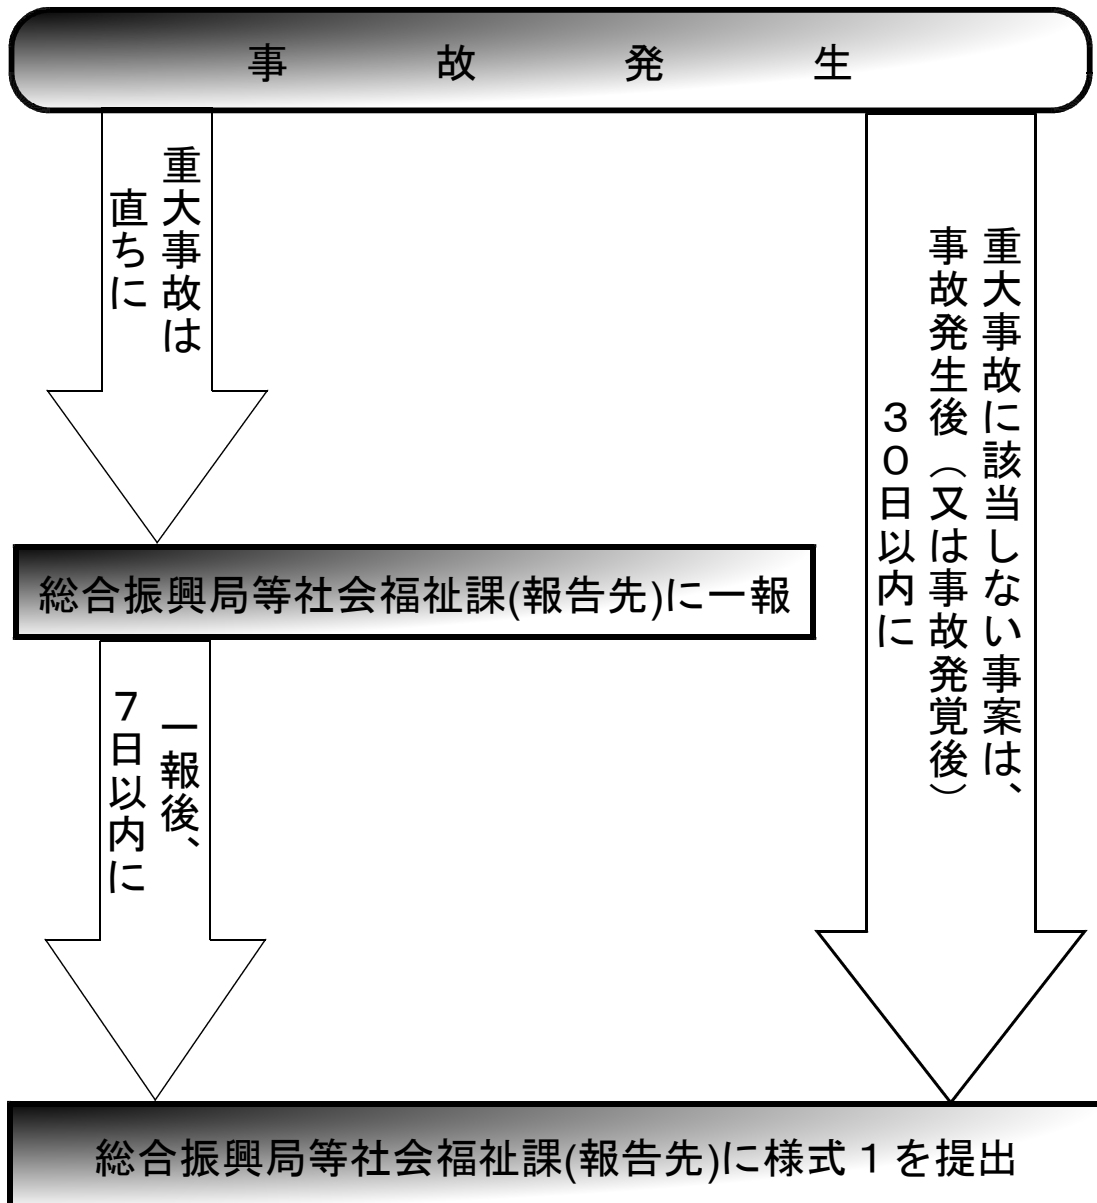 事故発生
重大事故は
直ちに
重大事故に該当しない事案は、
事故発生後（又は事故発覚後）
３０日以内に
総合振興局等社会福祉課(報告先)に一報
一報後、
７日以内に
総合振興局等社会福祉課(報告先)に様式１を提出